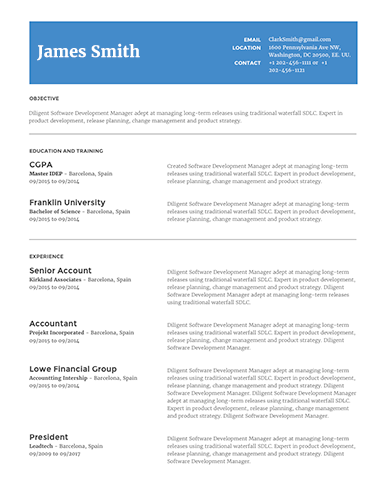 James Smith
EMAIL ClarkSmith@gmail.com
LOCATION 1600 Pennsylvania Ave NW,
Washington, DC 20500, EE. UU.
CONTACT +1 202-456-1121 or +1
202-456-1121
OBJECTIVE
Diligent Software Development Manager adept at managing long-term releases using traditional waterfall SDLC. Expert in
product development, release planning, change management and product strategy.
EDUCATION AND TRAINING
CGPA
Master IDEP - Barcelona, Spain
09/2015 to 09/2014
Created Software Development Manager adept at managing long-term
releases using traditional waterfall SDLC. Expert in product development,
release planning, change management and product strategy.
Franklin University
Bachelor of Science - Barcelona, Spain
09/2015 to 09/2014
Diligent Software Development Manager adept at managing long-term
releases using traditional waterfall SDLC. Expert in product development,
release planning, change management and product strategy.
EXPERIENCE
Senior Account
Kirkland Associates - Barcelona, Spain
09/2015 to 09/2014
Diligent Software Development Manager adept at managing long-term
releases using traditional waterfall SDLC. Expert in product development,
release planning, change management and product strategy. Diligent
Software Development Manager adept at managing long-term releases
using traditional waterfall SDLC.
Accountant
Projekt Incorporated - Barcelona, Spain
09/2015 to 09/2014
Diligent Software Development Manager adept at managing long-term
releases using traditional waterfall SDLC. Expert in product development,
release planning, change management and product strategy. Diligent
Software Development Manager.
Lowe Financial Group
Accounting Intership - Barcelona, Spain
09/2015 to 09/2014
Diligent Software Development Manager adept at managing long-term
releases using traditional waterfall SDLC. Expert in product development,
release planning, change management and product strategy. Diligent
Software Development Manager. Diligent Software Development Manager
adept at managing long-term releases using traditional waterfall SDLC.
Expert in product development, release planning, change management
and product strategy. Diligent Software Development Manager.
President
Leadtech - Barcelona, Spain
09/2009 to 09/2017
Diligent Software Development Manager adept at managing long-term
releases using traditional waterfall SDLC. Expert in product development,
release planning, change management and product strategy. Diligent
Software Development Manager.